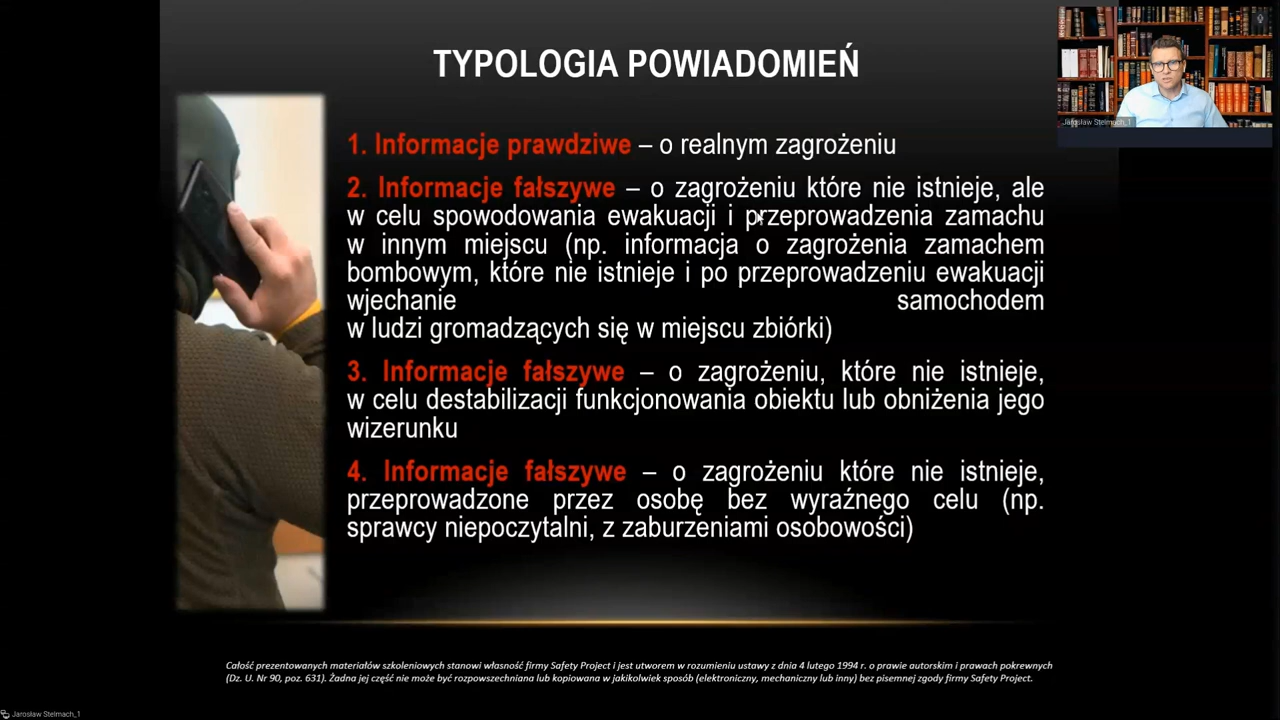 TYPOLOGIA POWIADOMIEŃ
1. Informacje prawdziwe – o realnym zagrożeniu
2. Informacje fałszywe – o zagrożeniu które nie istnieje, ale
w celu spowodowania ewakuacji i przeprowadzenia zamachu
w innym miejscu (np. informacja o zagrożenia zamachem
bombowym, które nie istnieje i po przeprowadzeniu ewakuacji
wjechanie samochodem
w ludzi gromadzących się w miejscu zbiórki)
3. Informacje fałszywe – o zagrożeniu, które nie istnieje,
w celu destabilizacji funkcjonowania obiektu lub obniżenia jego
wizerunku
4. Informacje fałszywe – o zagrożeniu które nie istnieje,
przeprowadzone przez osobę bez wyraźnego celu (np.
sprawcy niepoczytalni, z zaburzeniami osobowości)
Całość prezentowanych materiałów szkoleniowych stanowi własność firmy Safety Project i jest utworem w rozumieniu ustawy z dnia 4 lutego 1994 r. o prawie autorskim i prawach pokrewnych
(Dz. U. Nr 90, poz. 631). Żadna jej część nie może być rozpowszechniana lub kopiowana w jakikolwiek sposób (elektroniczny, mechaniczny lub inny) bez pisemnej zgody firmy Safety Project.
Jarosław Stelmach_1
Jarosław Stelmach_1